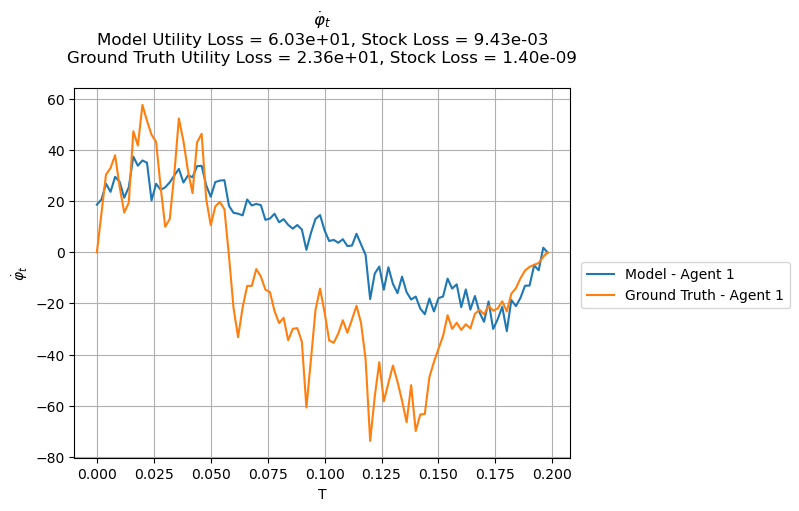 φ̇ₜ
Model Utility Loss = 6.03e+01, Stock Loss = 9.43e-03
Ground Truth Utility Loss = 2.36e+01, Stock Loss = 1.40e-09
60
40
20
0
−20
−40
−60
−80
φ̇ₜ
0.000 0.025 0.050 0.075 0.100 0.125 0.150 0.175 0.200
T
Model - Agent 1
Ground Truth - Agent 1